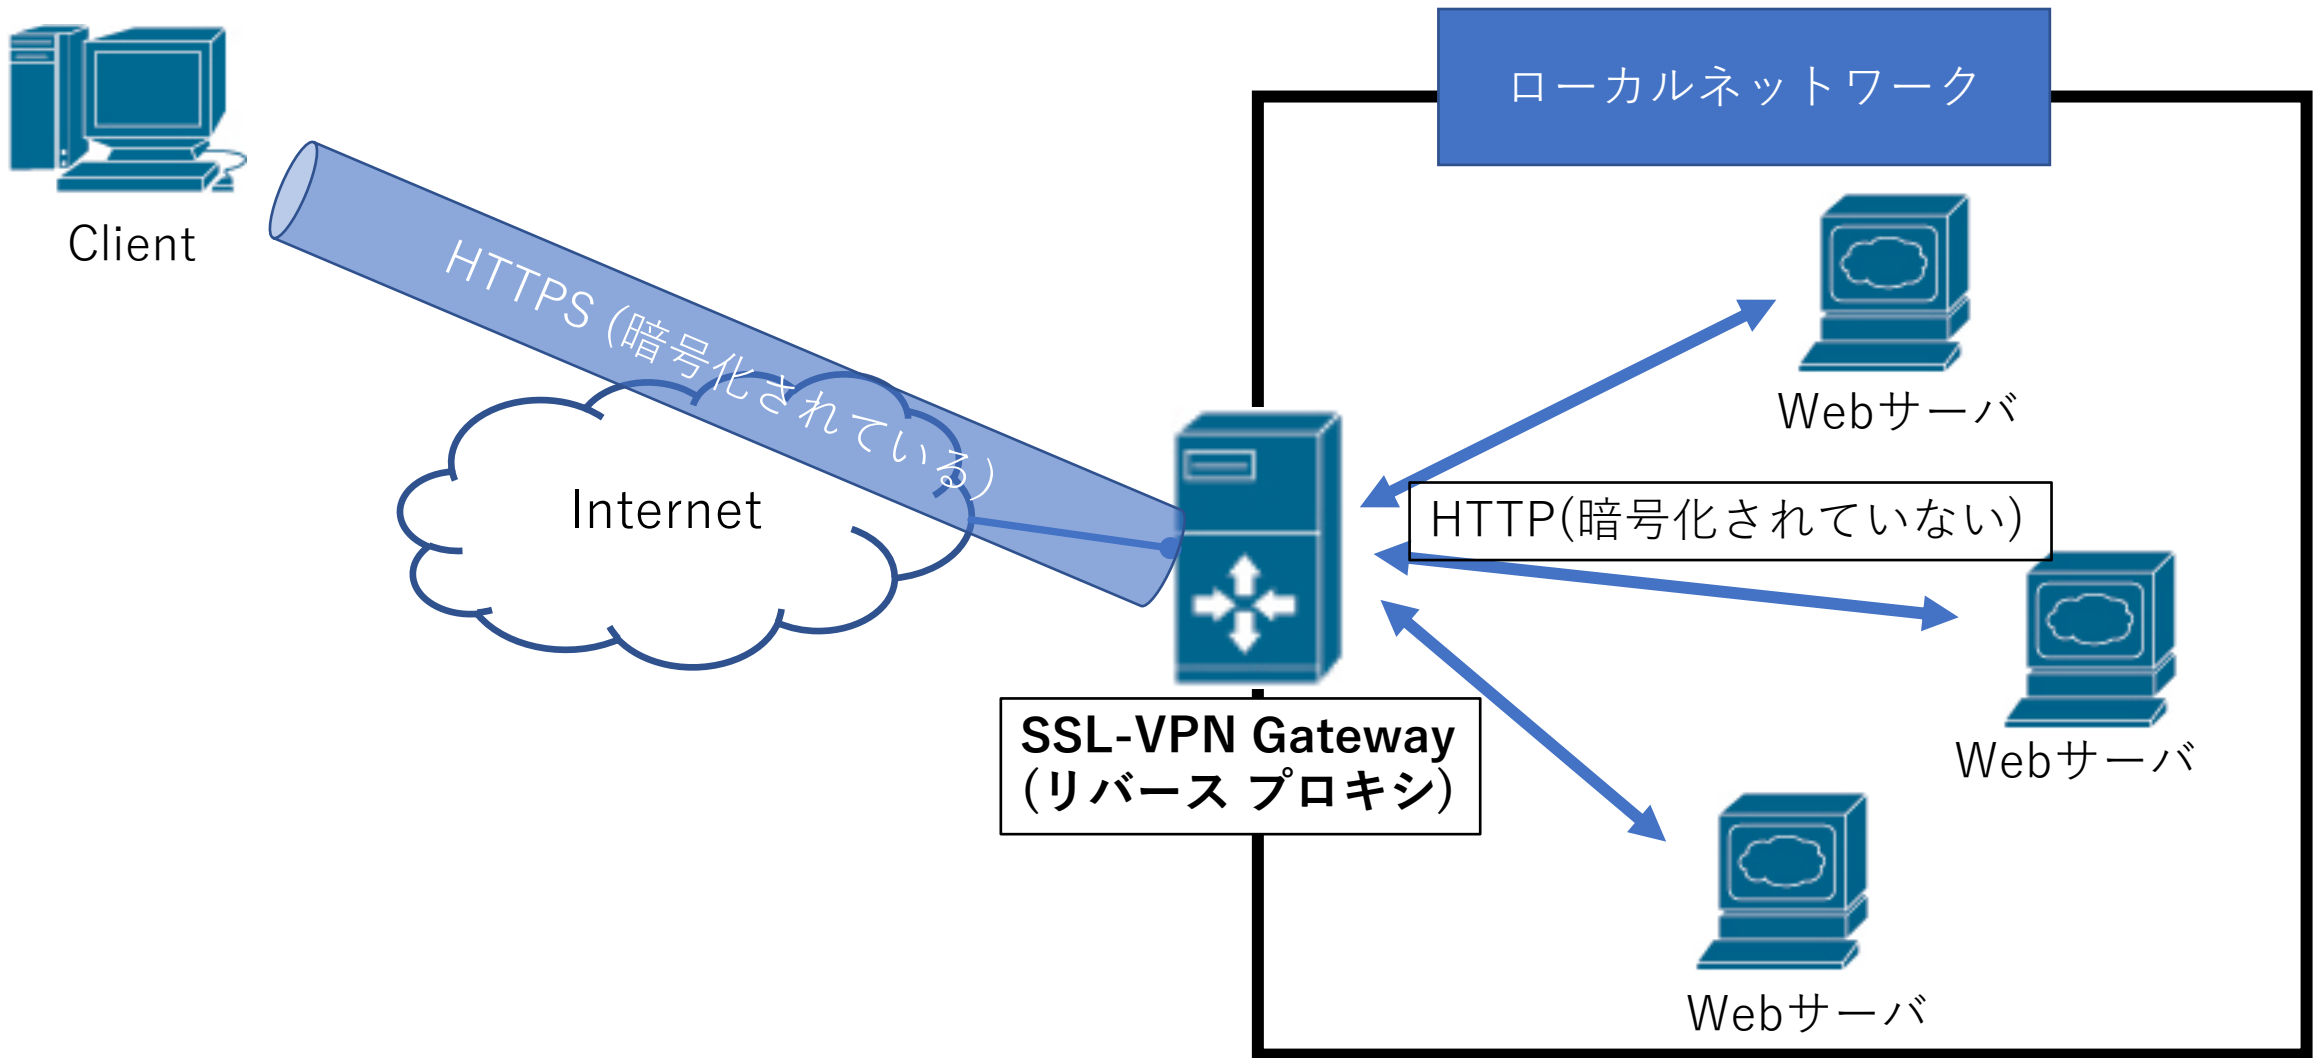 ローカルネットワーク
Client
HTTPS (暗号化されている)
Webサーバ
Internet
HTTP(暗号化されていない)
SSL-VPN Gateway
(リバース プロキシ)
Webサーバ
Webサーバ